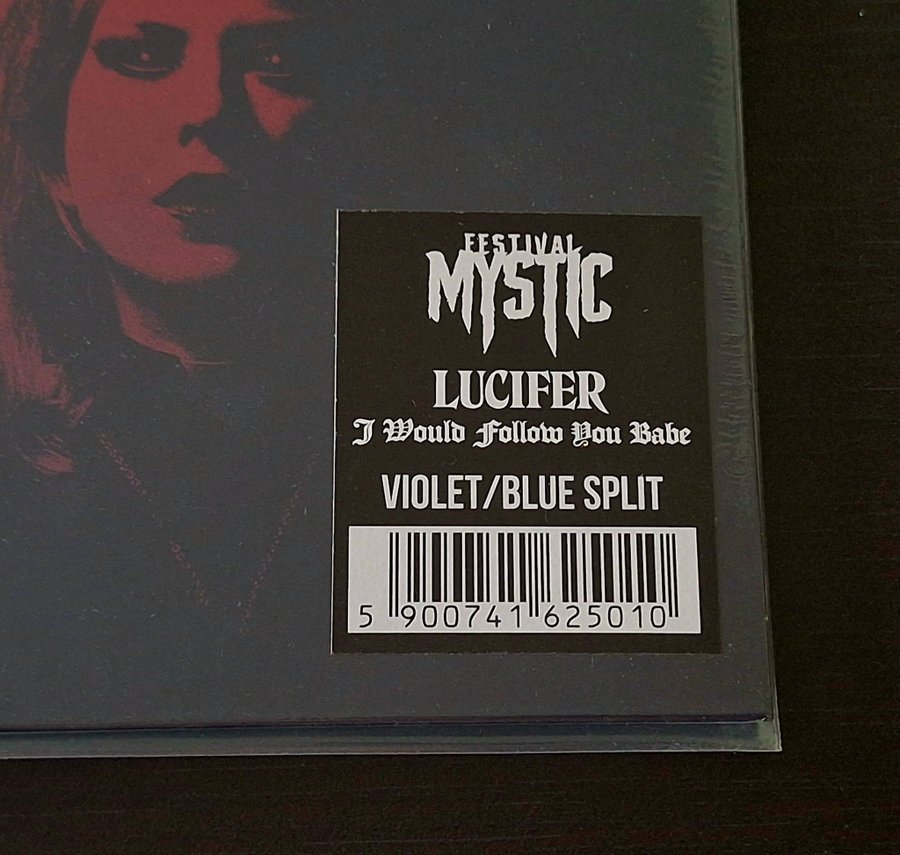 FESTIVAL
MYSTIC
LUCIFER
I Would Follow You Babe
VIOLET/BLUE SPLIT
5 900741 625010